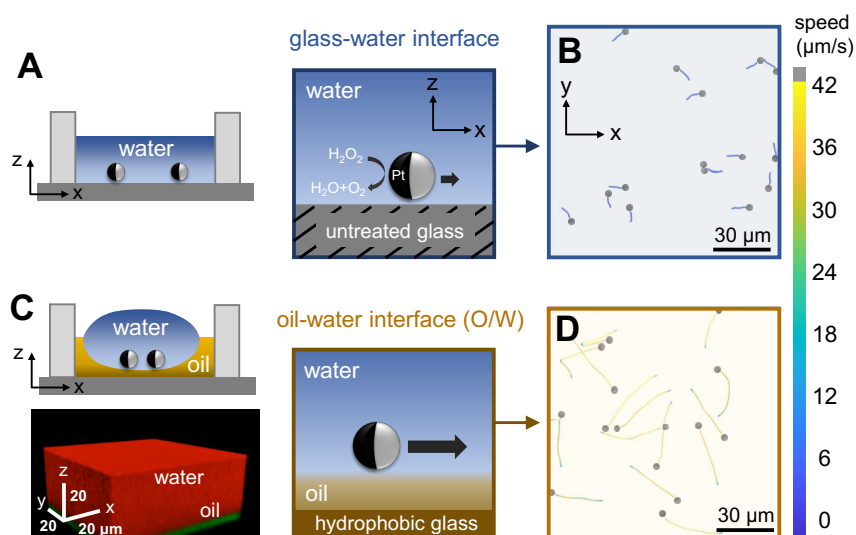 A
glass-water interface
B
speed
(μm/s)
water
z
x
water
z
x
H₂O₂
H₂O+O₂
Pt
untreated glass
y
x
30 μm
42
36
30
24
18
12
6
0
C
oil-water interface (O/W)
D
water
oil
z
x
water
oil
z
20
y
x
20
20 μm
water
oil
hydrophobic glass
30 μm